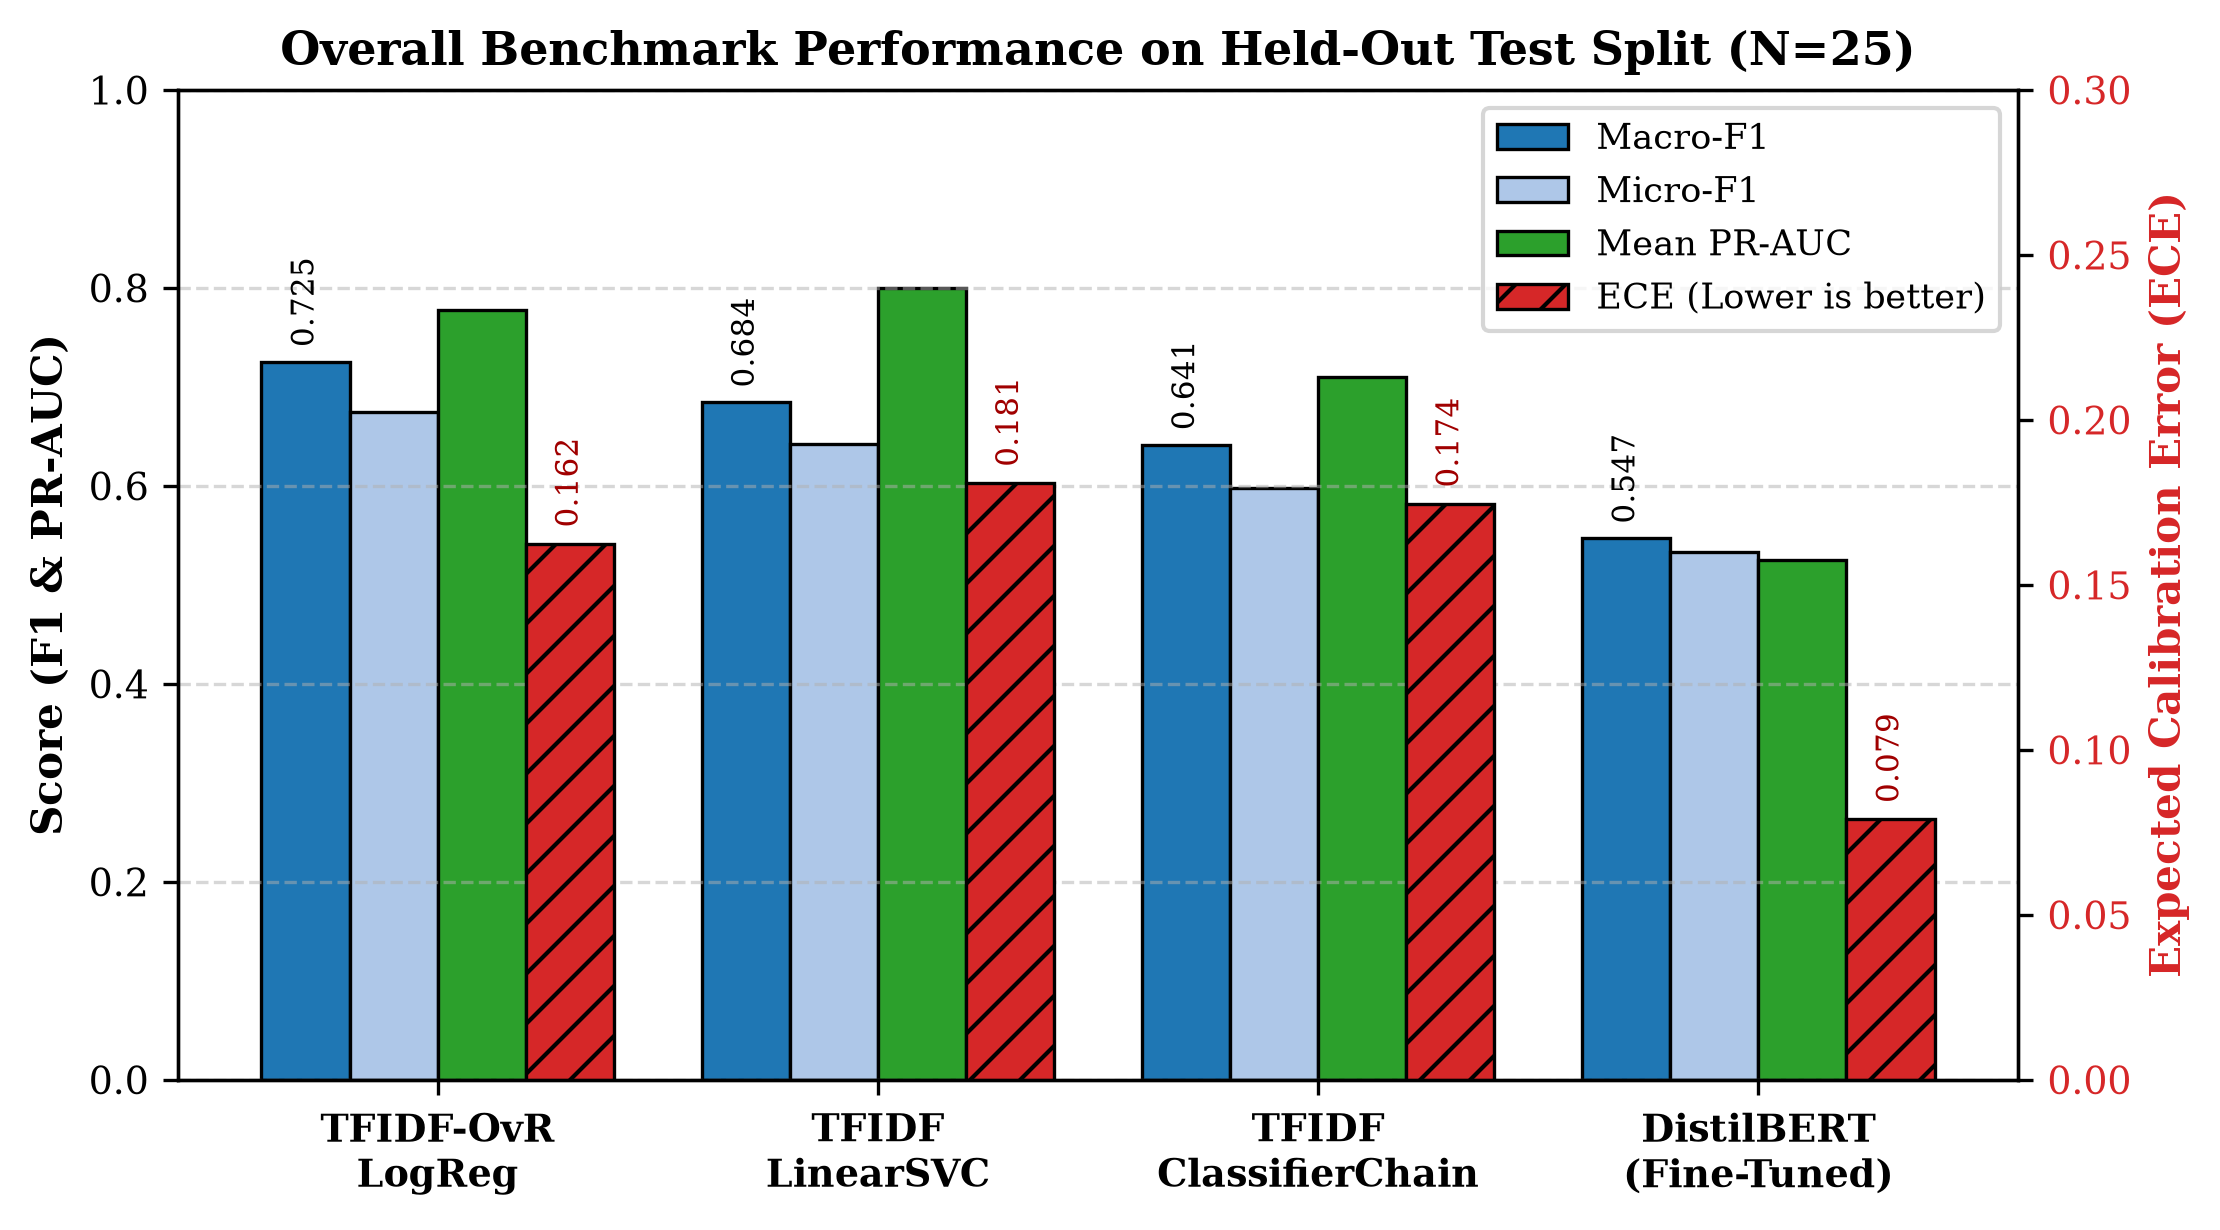 Overall Benchmark Performance on Held-Out Test Split (N=25)
Score (F1 & PR-AUC)
1.0
0.8
0.6
0.4
0.2
0.0
0.725
0.162
0.684
0.181
0.641
0.174
0.547
0.079
Macro-F1
Micro-F1
Mean PR-AUC
ECE (Lower is better)
0.30
0.25
0.20
0.15
0.10
0.05
0.00
Expected Calibration Error (ECE)
TFIDF-OvR
LogReg
TFIDF
LinearSVC
TFIDF
ClassifierChain
DistilBERT
(Fine-Tuned)